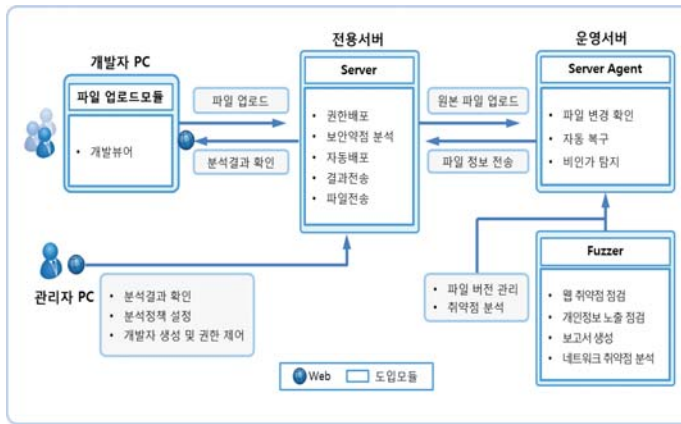 개발자 PC
파일 업로드모듈
• 개발뷰어
파일 업로드
분석결과 확인
전용서버
Server
• 권한배포
• 보안약점 분석
• 자동배포
• 결과전송
• 파일전송
원본 파일 업로드
파일 정보 전송
운영서버
Server Agent
• 파일 변경 확인
• 자동 복구
• 비인가 탐지
관리자 PC
• 분석결과 확인
• 분석정책 설정
• 개발자 생성 및 권한 제어
• 파일 버전 관리
• 취약점 분석
Fuzzer
• 웹 취약점 점검
• 개인정보 노출 점검
• 보고서 생성
• 네트워크 취약점 분석
Web
도입모듈